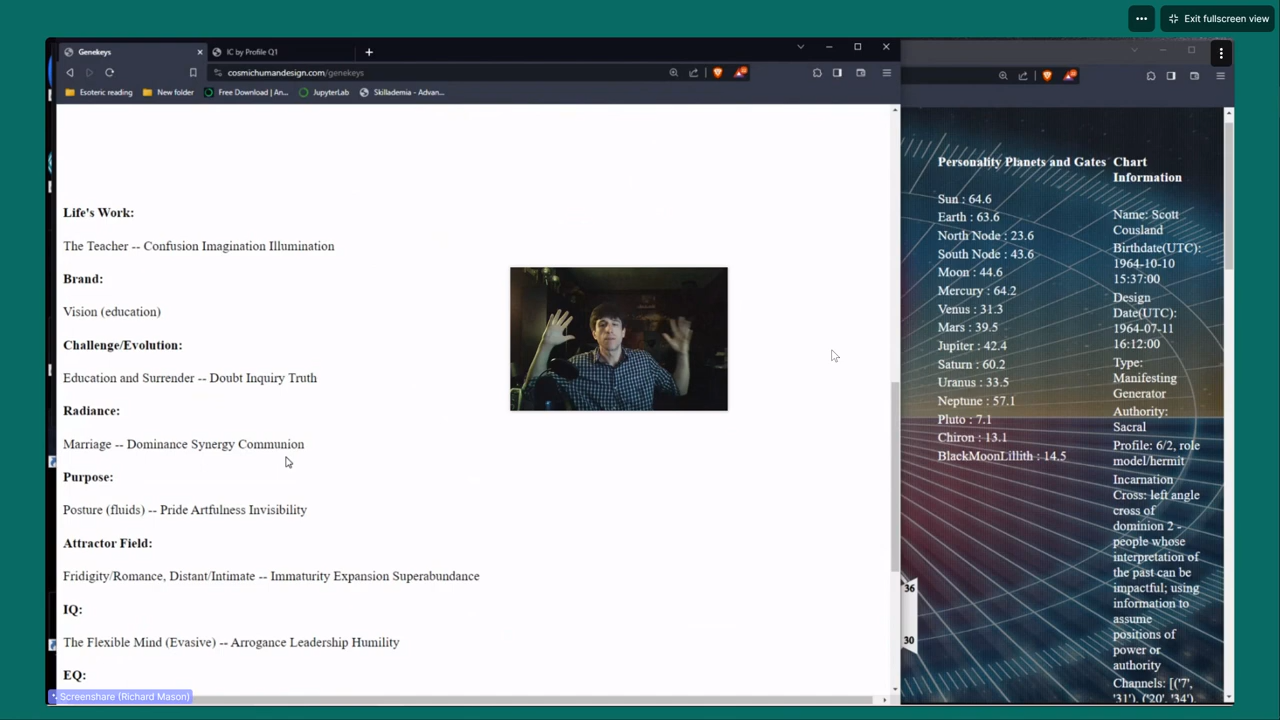 Exit fullscreen view
Genekeys
IC by Profile Q1
cosmichumandesign.com/genekeys
Esoteric reading
New folder
Free Download | An...
JupyterLab
Skillademia - Advan...
Life's Work:
The Teacher -- Confusion Imagination Illumination
Brand:
Vision (education)
Challenge/Evolution:
Education and Surrender -- Doubt Inquiry Truth
Radiance:
Marriage -- Dominance Synergy Communion
Purpose:
Posture (fluids) -- Pride Artfulness Invisibility
Attractor Field:
Fridigity/Romance, Distant/Intimate -- Immaturity Expansion Superabundance
IQ:
The Flexible Mind (Evasive) -- Arrogance Leadership Humility
EQ:
Screenshare (Richard Mason)
Personality Planets and Gates
Sun : 64.6
Earth : 63.6
North Node : 23.6
South Node : 43.6
Moon : 44.6
Mercury : 64.2
Venus : 31.3
Mars : 39.5
Jupiter : 42.4
Saturn : 60.2
Uranus : 33.5
Neptune : 57.1
Pluto : 7.1
Chiron : 13.1
BlackMoonLillith : 14.5
36
30
Chart
Information
Name: Scott
Cousland
Birthdate(UTC):
1964-10-10
15:37:00
Design
Date(UTC):
1964-07-11
16:12:00
Type:
Manifesting
Generator
Authority:
Sacral
Profile: 6/2, role
model/hermit
Incarnation
Cross: left angle
cross of
dominion 2 -
people whose
interpretation of
the past can be
impactful; using
information to
assume
positions of
power or
authority
Channels: [('7',
'31'), ('20', '34'),